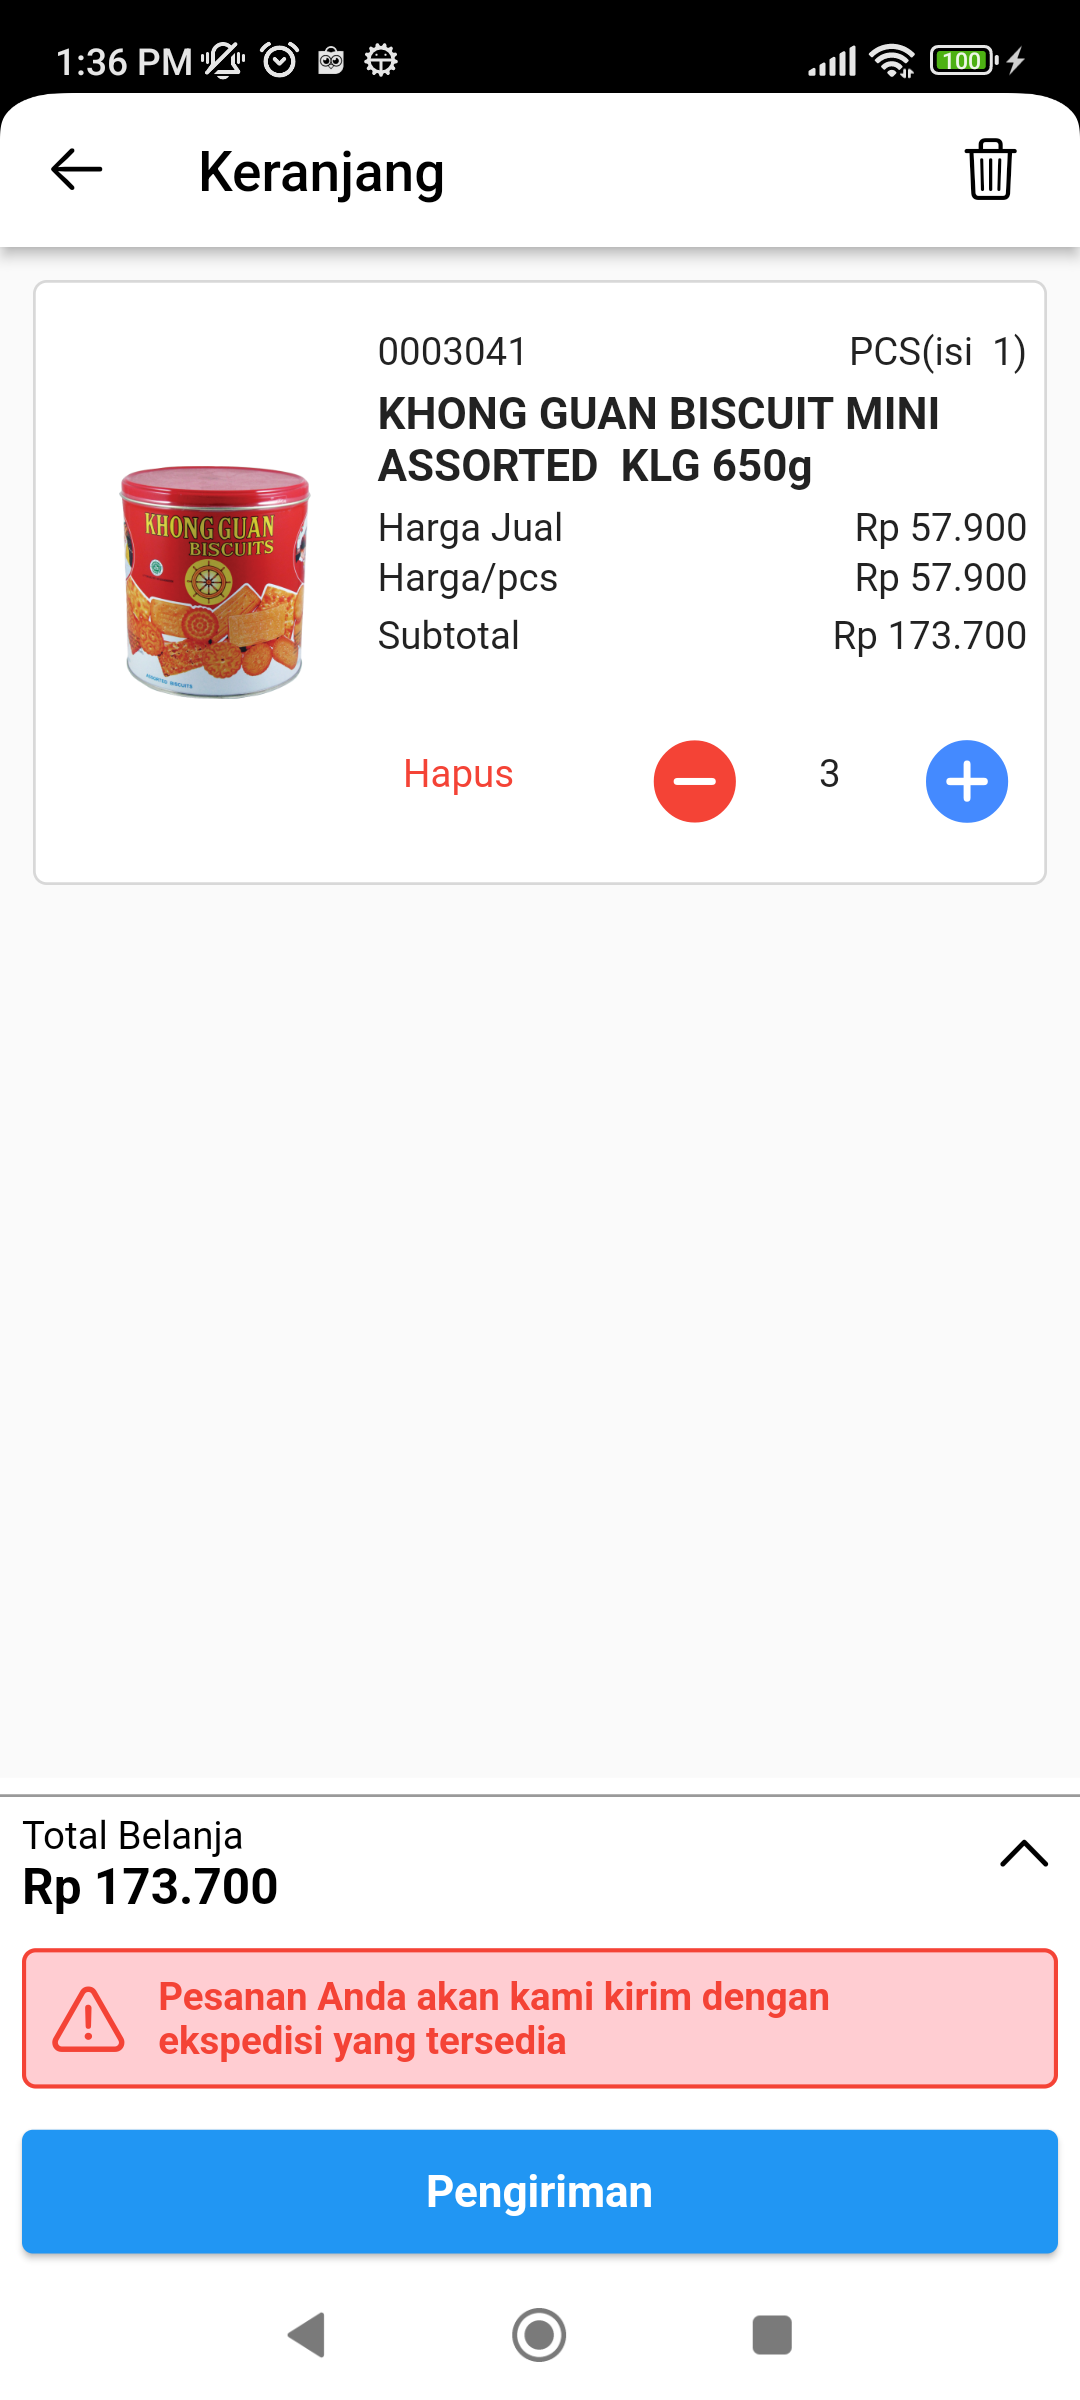 1:36 PM
100
Keranjang
0003041
PCS(isi  1)
KHONG GUAN BISCUIT MINI
ASSORTED  KLG 650g
KHONG GUAN
BISCUITS
ASSORTED BISCUITS
Harga Jual
Rp 57.900
Harga/pcs
Rp 57.900
Subtotal
Rp 173.700
Hapus
3
Total Belanja
Rp 173.700
Pesanan Anda akan kami kirim dengan
ekspedisi yang tersedia
Pengiriman